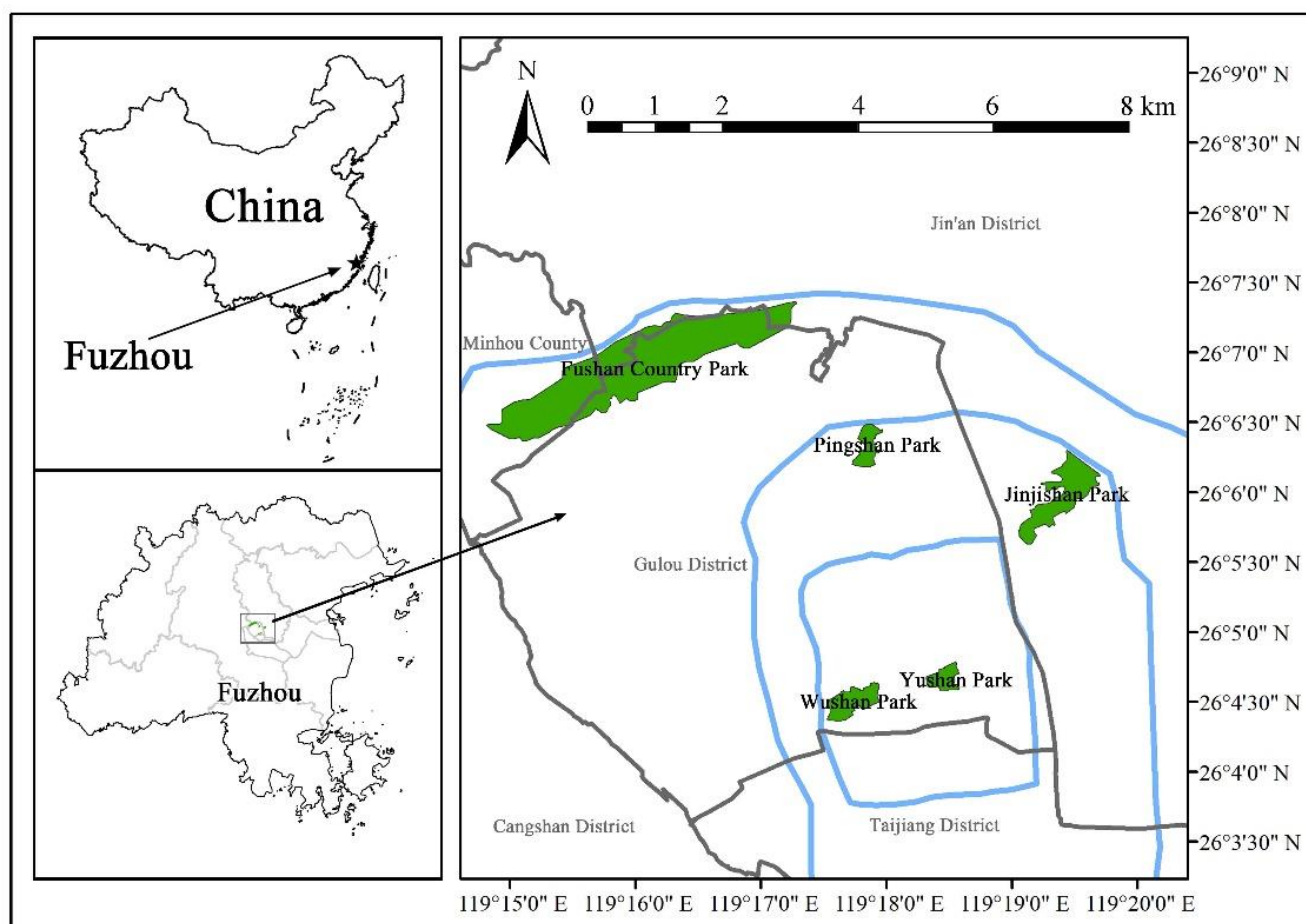 China
Fuzhou
Fuzhou
N
0 1 2 4 6 8 km
Jin'an District
Minhou County
Fushan Country Park
Pingshan Park
Jinjishan Park
Gulou District
Yushan Park
Wushan Park
Cangshan District
Taijiang District
26°9'0" N
26°8'30" N
26°8'0" N
26°7'30" N
26°7'0" N
26°6'30" N
26°6'0" N
26°5'30" N
26°5'0" N
26°4'30" N
26°4'0" N
26°3'30" N
119°15'0" E 119°16'0" E 119°17'0" E 119°18'0" E 119°19'0" E 119°20'0" E